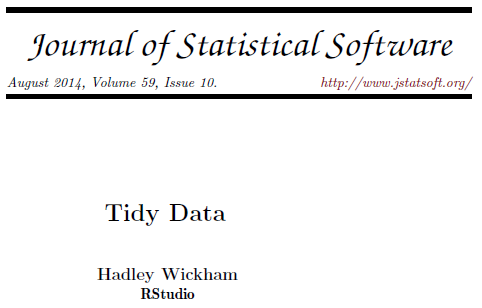 Journal of Statistical Software
August 2014, Volume 59, Issue 10. http://www.jstatsoft.org/
Tidy Data
Hadley Wickham
RStudio